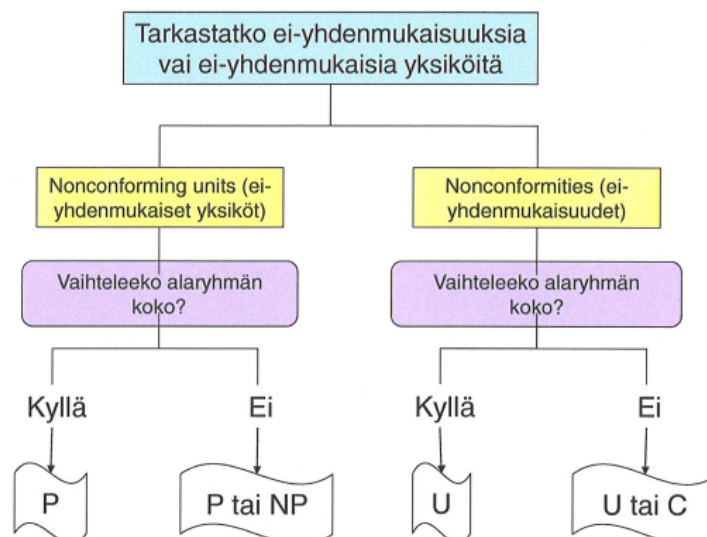 Tarkastatko ei-yhdenmukaisuuksia
vai ei-yhdenmukaisia yksiköitä
Nonconforming units (ei-
yhdenmukaiset yksiköt)
Nonconformities (ei-
yhdenmukaisuudet)
Vaihteleeko alaryhmän
koko?
Vaihteleeko alaryhmän
koko?
Kyllä
Ei
Kyllä
Ei
P
P tai NP
U
U tai C